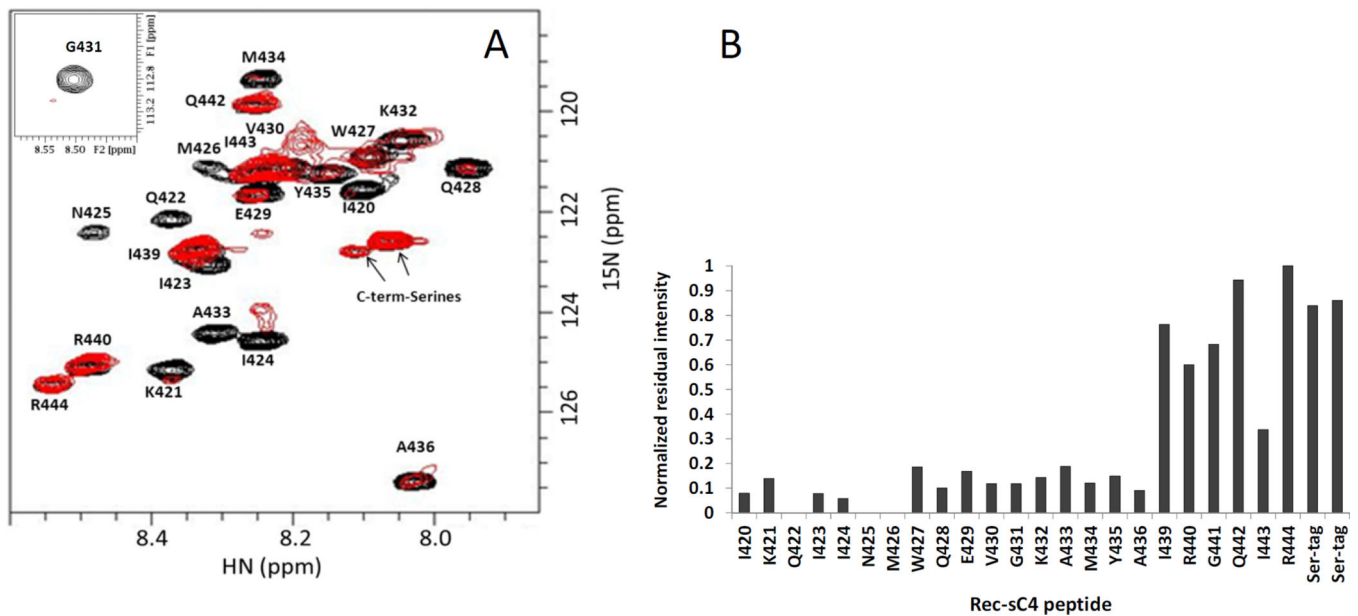 A
G431
F1 [ppm]
112.8
113.2
8.55 8.50 F2 [ppm]
M434
Q442
V430
K432
W427
I443
M426
Y435
Q428
Q422
I420
E429
N425
I439
I423
C-term-Serines
A433
I424
R440
K421
R444
A436
120
122
124
126
15N (ppm)
8.4 8.2 8.0
HN (ppm)
B
Normalized residual intensity
1
0.9
0.8
0.7
0.6
0.5
0.4
0.3
0.2
0.1
0
I420 K421 Q422 I423 I424 N425 M426 W427 Q428 E429 V430 G431 K432 A433 M434 Y435 A436 I439 R440 G441 Q442 I443 R444 Ser-tag Ser-tag
Rec-sC4 peptide